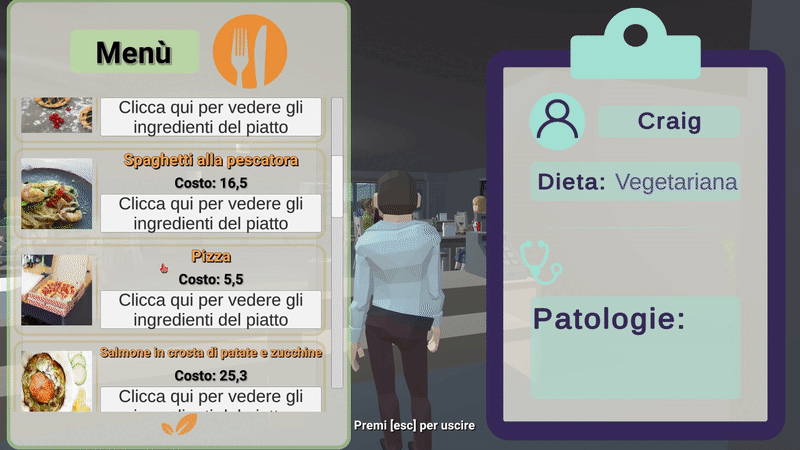 Menù
Clicca qui per vedere gli
ingredienti del piatto
Spaghetti alla pescatora
Costo: 16,5
Clicca qui per vedere gli
ingredienti del piatto
Pizza
Costo: 5,5
Clicca qui per vedere gli
ingredienti del piatto
Salmone in crosta di patate e zucchine
Costo: 25,3
Clicca qui per vedere gli
Craig
Dieta: Vegetariana
Patologie:
Premi [esc] per uscire